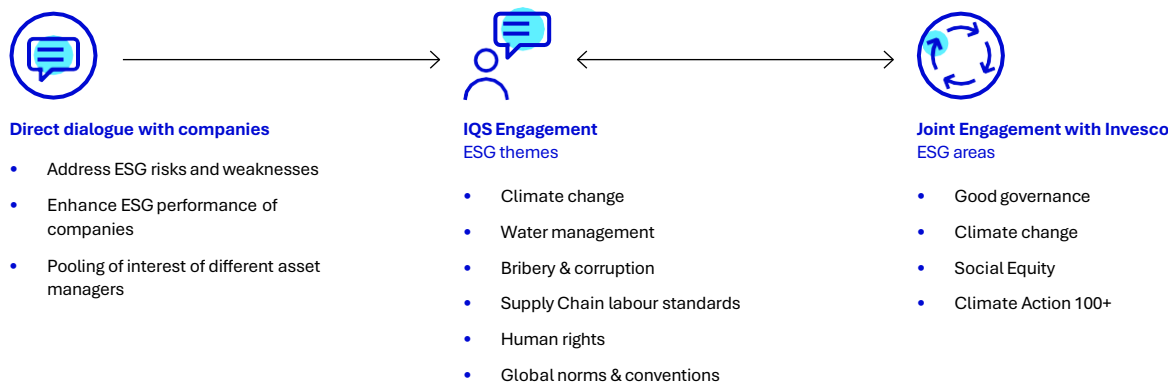 Direct dialogue with companies
• Address ESG risks and weaknesses
• Enhance ESG performance of
companies
• Pooling of interest of different asset
managers
IQS Engagement
ESG themes
• Climate change
• Water management
• Bribery & corruption
• Supply Chain labour standards
• Human rights
• Global norms & conventions
Joint Engagement with Invesco
ESG areas
• Good governance
• Climate change
• Social Equity
• Climate Action 100+